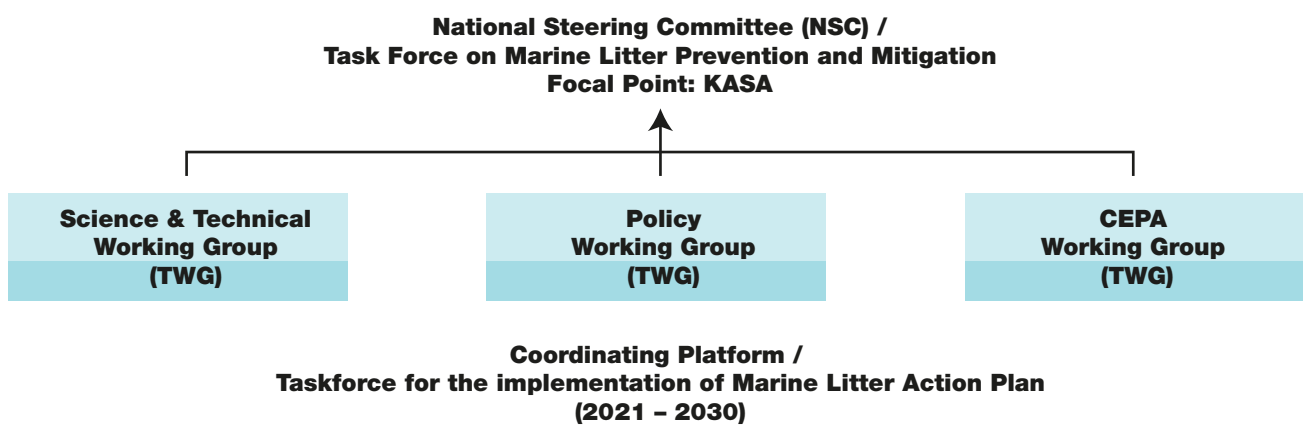 National Steering Committee (NSC) /
Task Force on Marine Litter Prevention and Mitigation
Focal Point: KASA
Science & Technical
Working Group
(TWG)
Policy
Working Group
(TWG)
CEPA
Working Group
(TWG)
Coordinating Platform /
Taskforce for the implementation of Marine Litter Action Plan
(2021 – 2030)